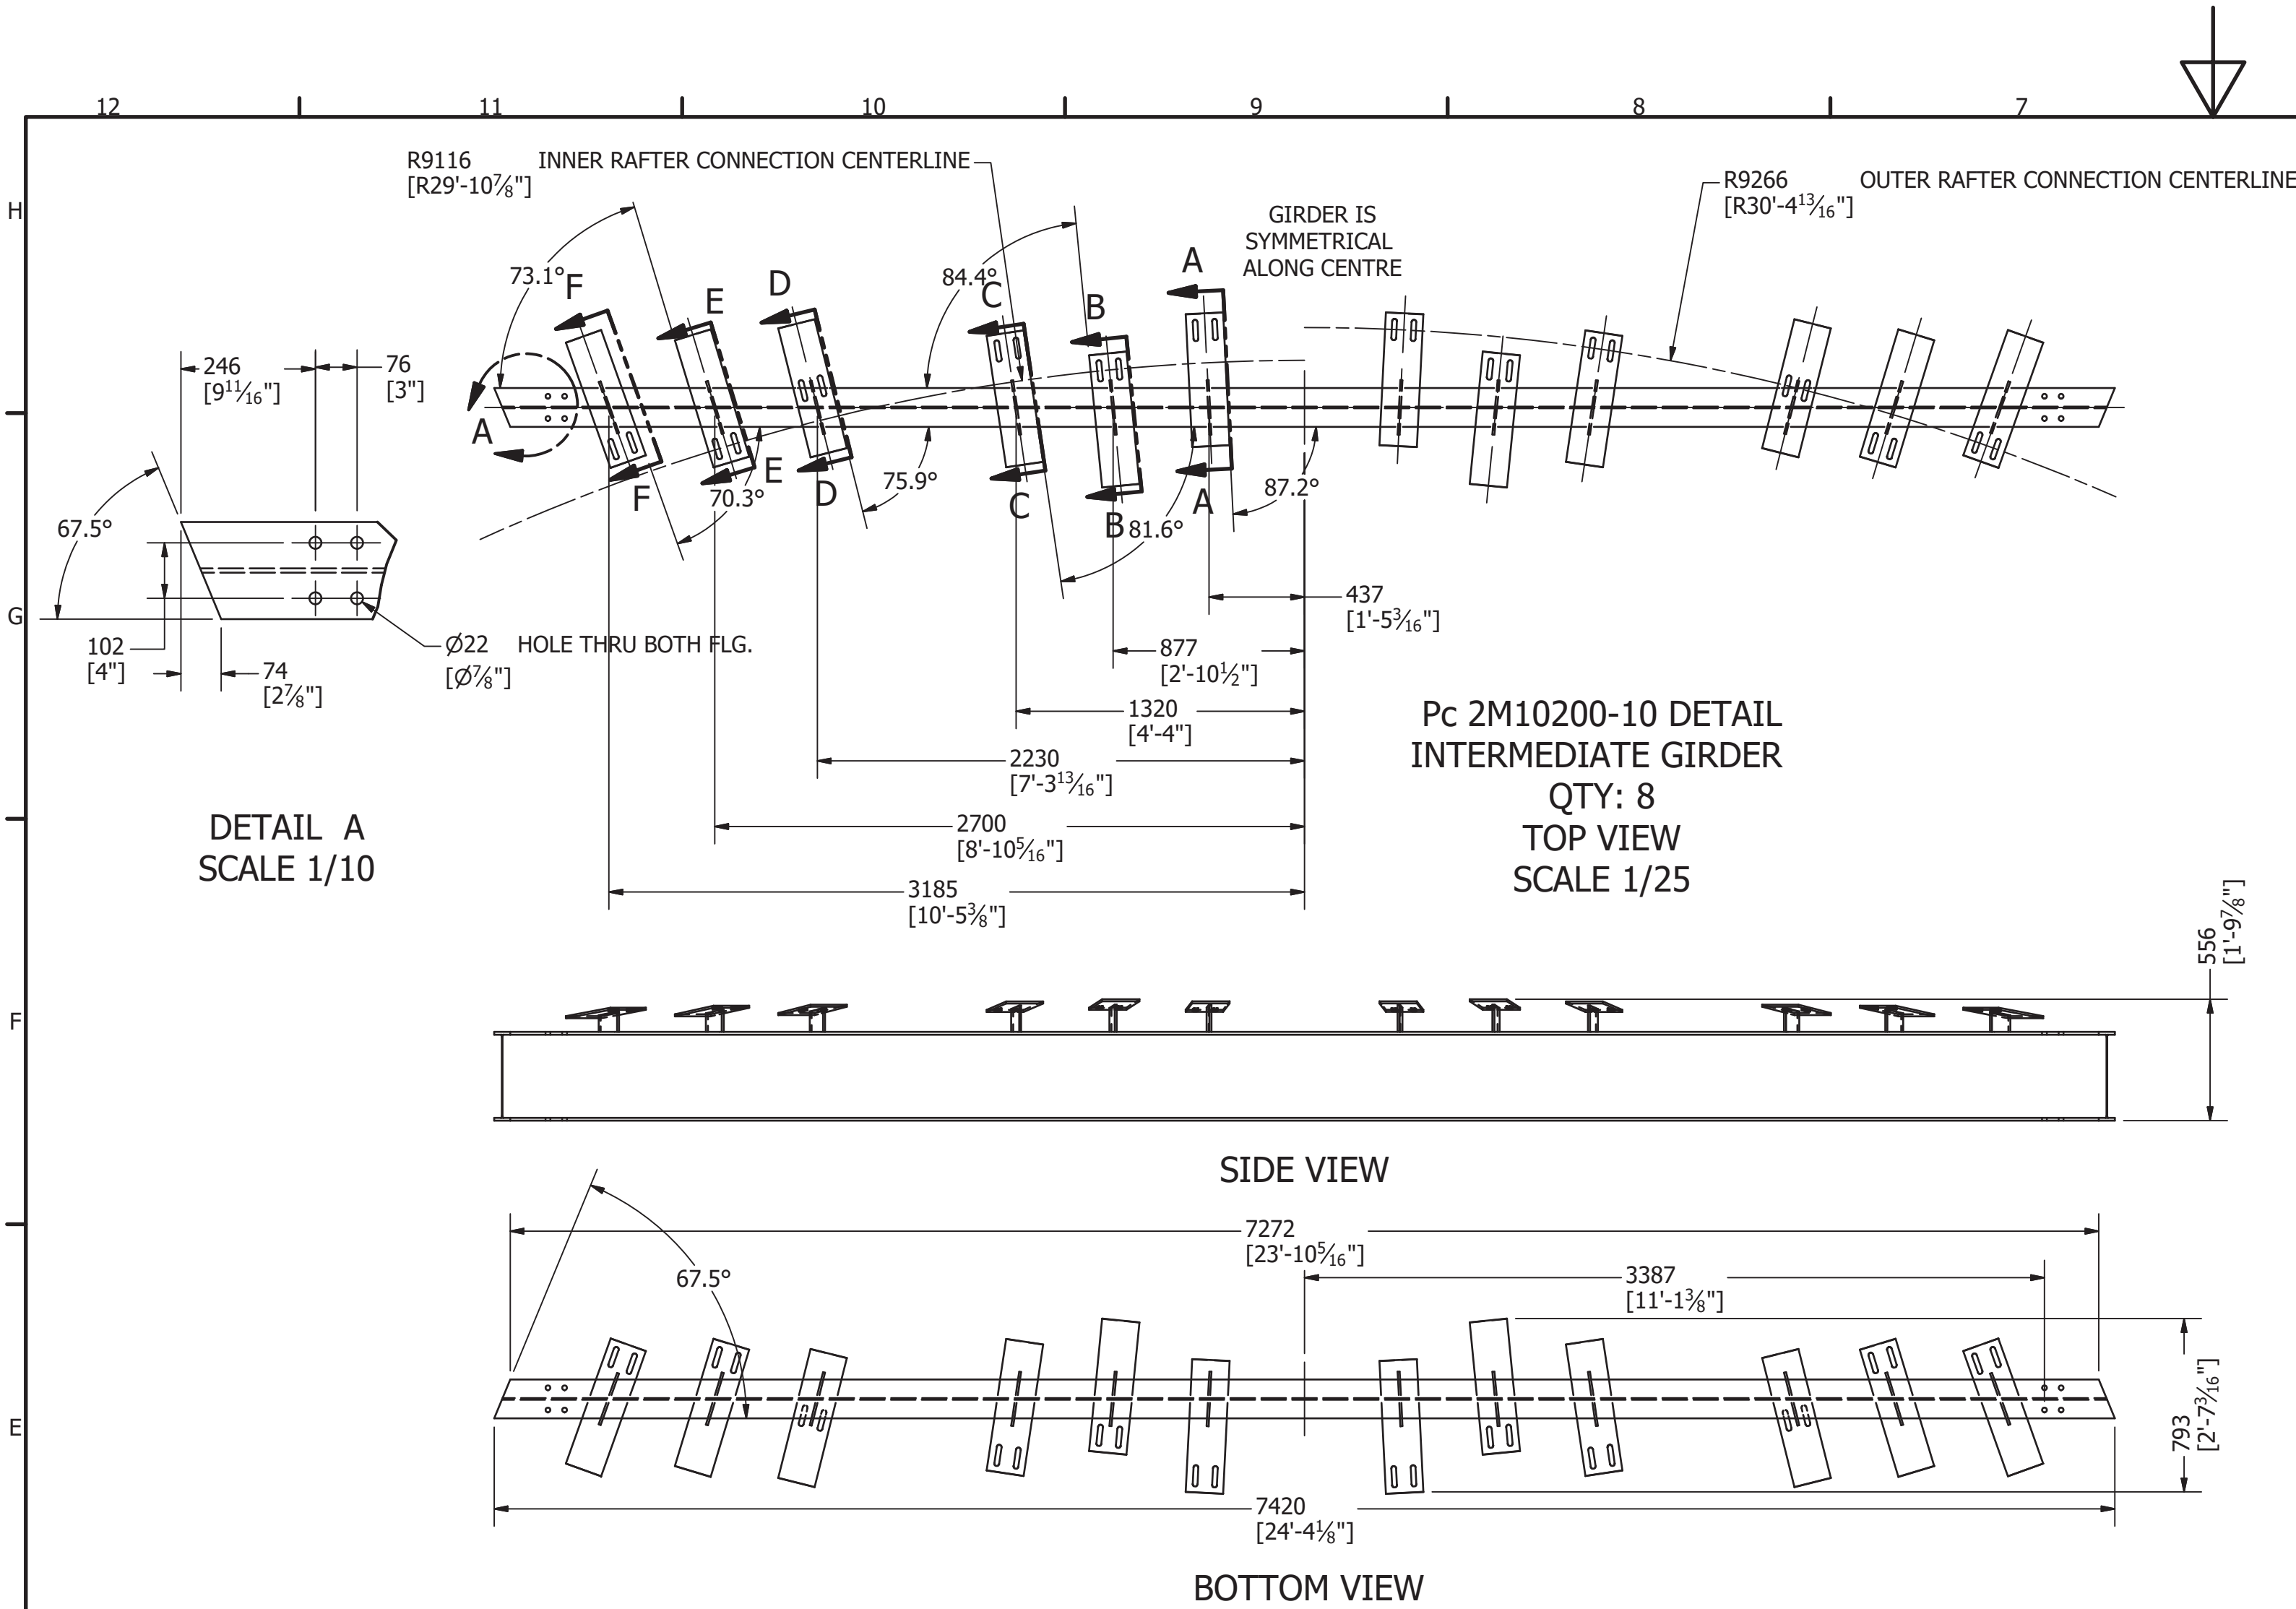 12 11 10 9 8 7
H
G
F
E
R9116 INNER RAFTER CONNECTION CENTERLINE
[R29'-10⅞"]
R9266 OUTER RAFTER CONNECTION CENTERLINE
[R30'-4¹³⁄₁₆"]
GIRDER IS
SYMMETRICAL
ALONG CENTRE
73.1°
84.4°
F E D C B A
F E D C B A
A
70.3°
75.9°
81.6°
87.2°
246
[9¹¹⁄₁₆"]
76
[3"]
67.5°
102
[4"]
74
[2⅞"]
Ø22 HOLE THRU BOTH FLG.
[Ø⅞"]
DETAIL A
SCALE 1/10
437
[1'-5³⁄₁₆"]
877
[2'-10½"]
1320
[4'-4"]
2230
[7'-3¹³⁄₁₆"]
2700
[8'-10⁵⁄₁₆"]
3185
[10'-5⅜"]
Pc 2M10200-10 DETAIL
INTERMEDIATE GIRDER
QTY: 8
TOP VIEW
SCALE 1/25
556
[1'-9⅞"]
SIDE VIEW
7272
[23'-10⁵⁄₁₆"]
67.5°
3387
[11'-1⅜"]
793
[2'-7³⁄₁₆"]
7420
[24'-4⅛"]
BOTTOM VIEW